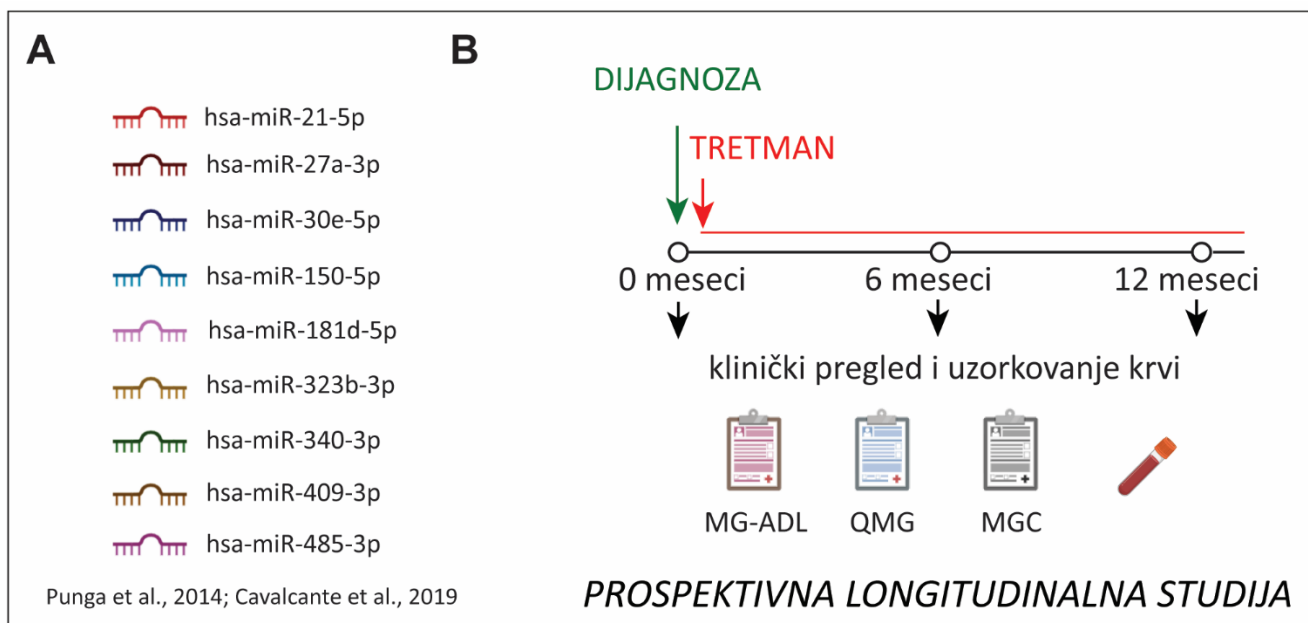 A
hsa-miR-21-5p
hsa-miR-27a-3p
hsa-miR-30e-5p
hsa-miR-150-5p
hsa-miR-181d-5p
hsa-miR-323b-3p
hsa-miR-340-3p
hsa-miR-409-3p
hsa-miR-485-3p
Punga et al., 2014; Cavalcante et al., 2019
B
DIJAGNOZA
TRETMAN
0 meseci 6 meseci 12 meseci
klinički pregled i uzorkovanje krvi
MG-ADL QMG MGC
PROSPEKTIVNA LONGITUDINALNA STUDIJA